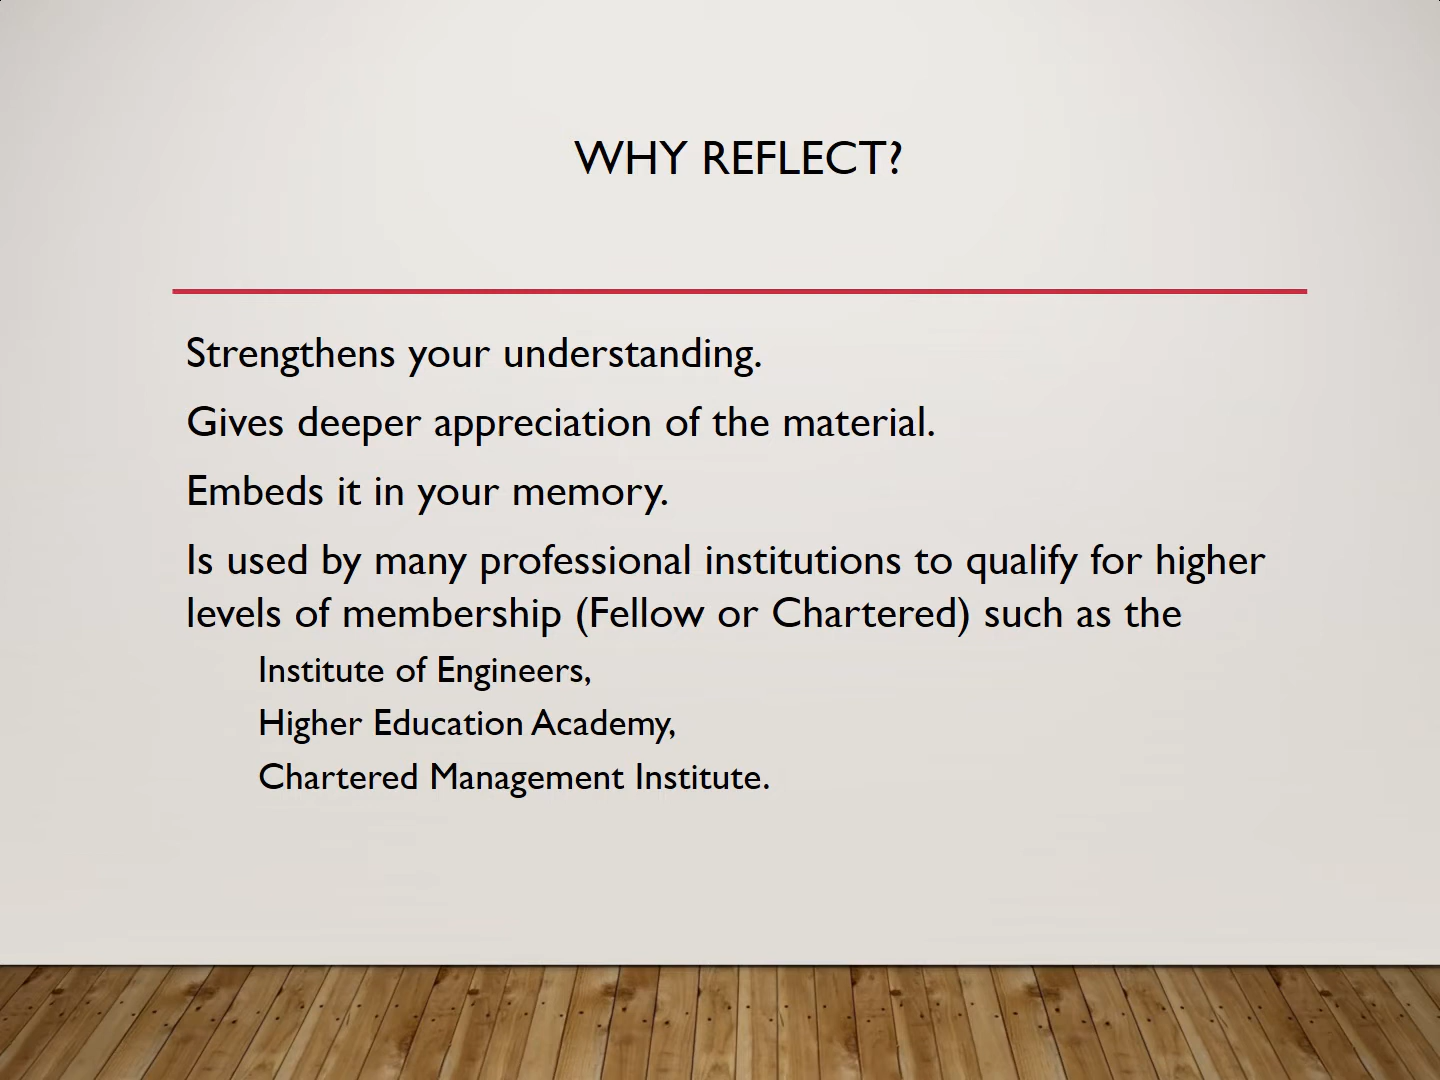 WHY REFLECT?
Strengthens your understanding.
Gives deeper appreciation of the material.
Embeds it in your memory.
Is used by many professional institutions to qualify for higher
levels of membership (Fellow or Chartered) such as the
Institute of Engineers,
Higher Education Academy,
Chartered Management Institute.